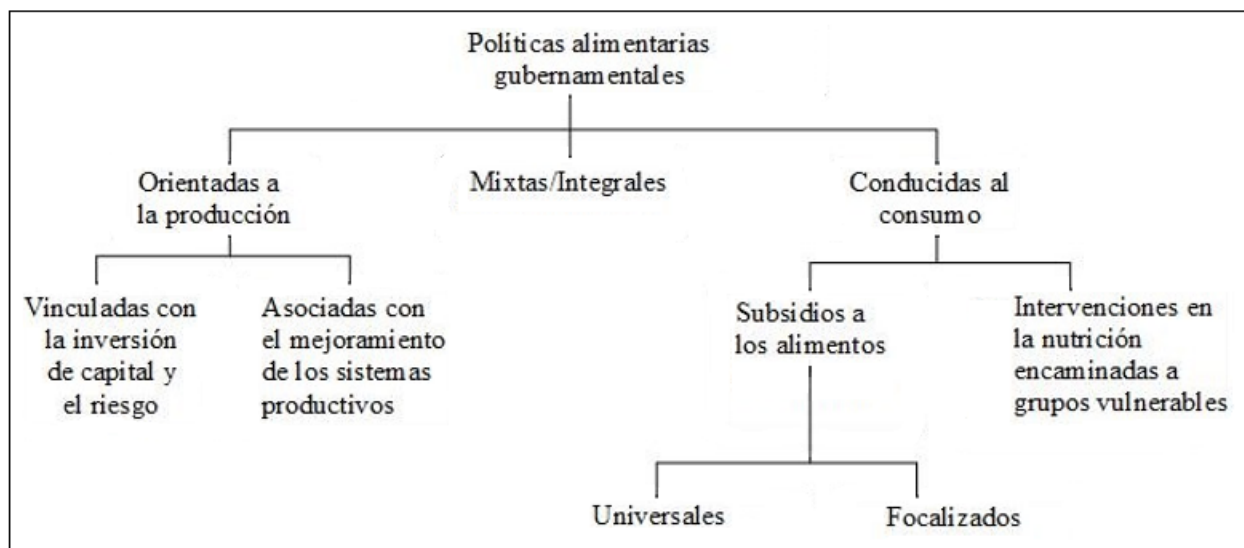 Políticas alimentarias
gubernamentales
Orientadas a
la producción
Mixtas/Integrales
Conducidas al
consumo
Vinculadas con
la inversión
de capital y
el riesgo
Asociadas con
el mejoramiento
de los sistemas
productivos
Subsidios a
los alimentos
Intervenciones en
la nutrición
encaminadas a
grupos vulnerables
Universales
Focalizados